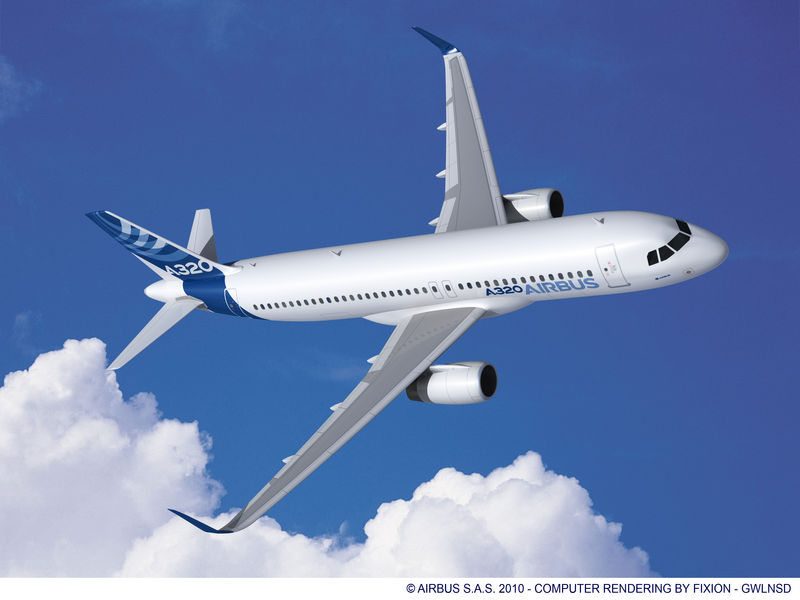 A320
A320 AIRBUS
© AIRBUS S.A.S. 2010 - COMPUTER RENDERING BY FIXION - GWLNSD